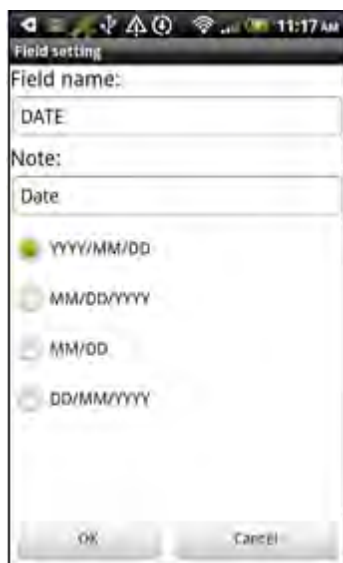 11:17 AM
Field setting
Field name:
DATE
Note:
Date
YYYY/MM/DD
MM/DD/YYYY
MM/DD
DD/MM/YYYY
OK
Cancel